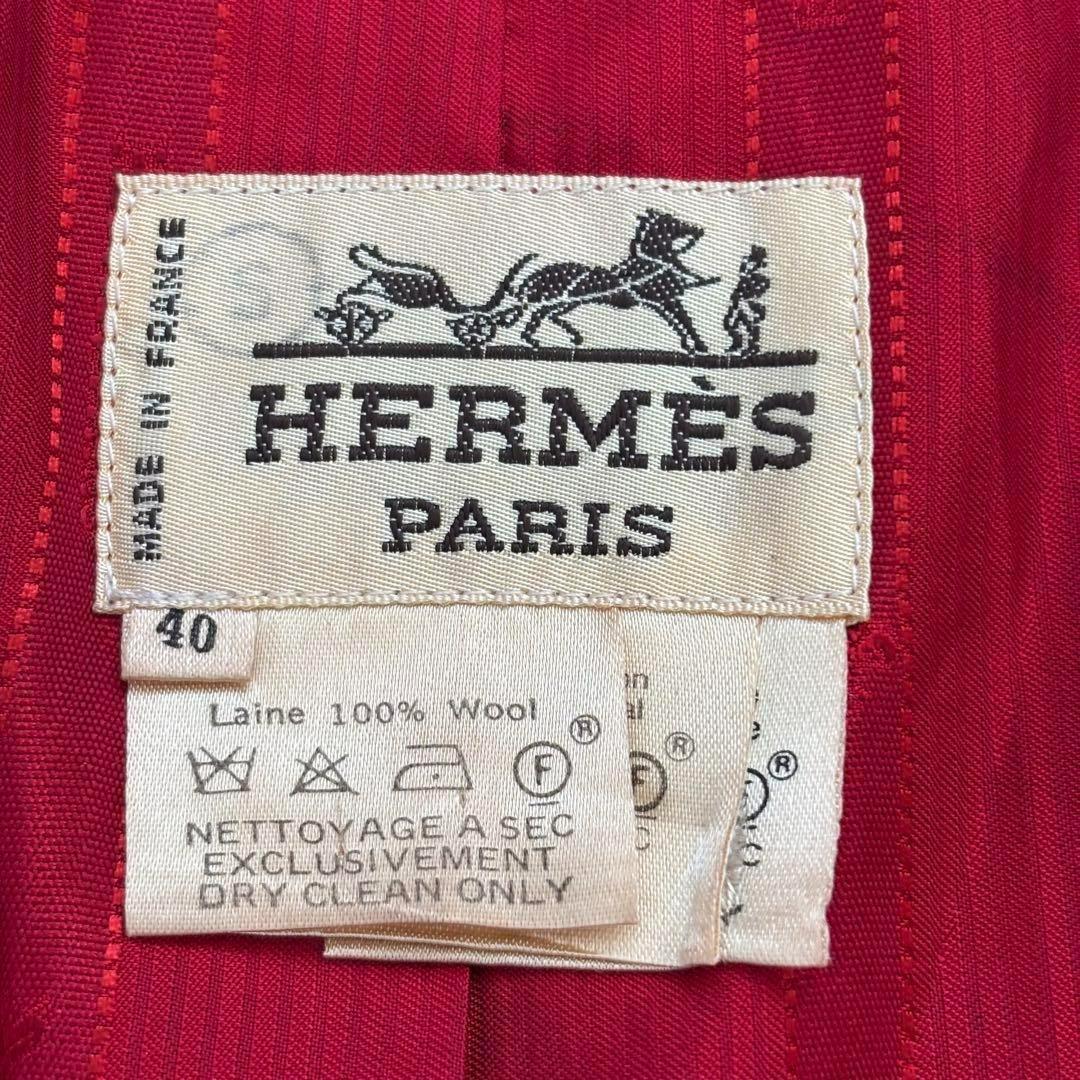 MADE IN FRANCE
HERMÈS
PARIS
40
Laine 100% Wool
®
F
NETTOYAGE A SEC
EXCLUSIVEMENT
DRY CLEAN ONLY
®
®